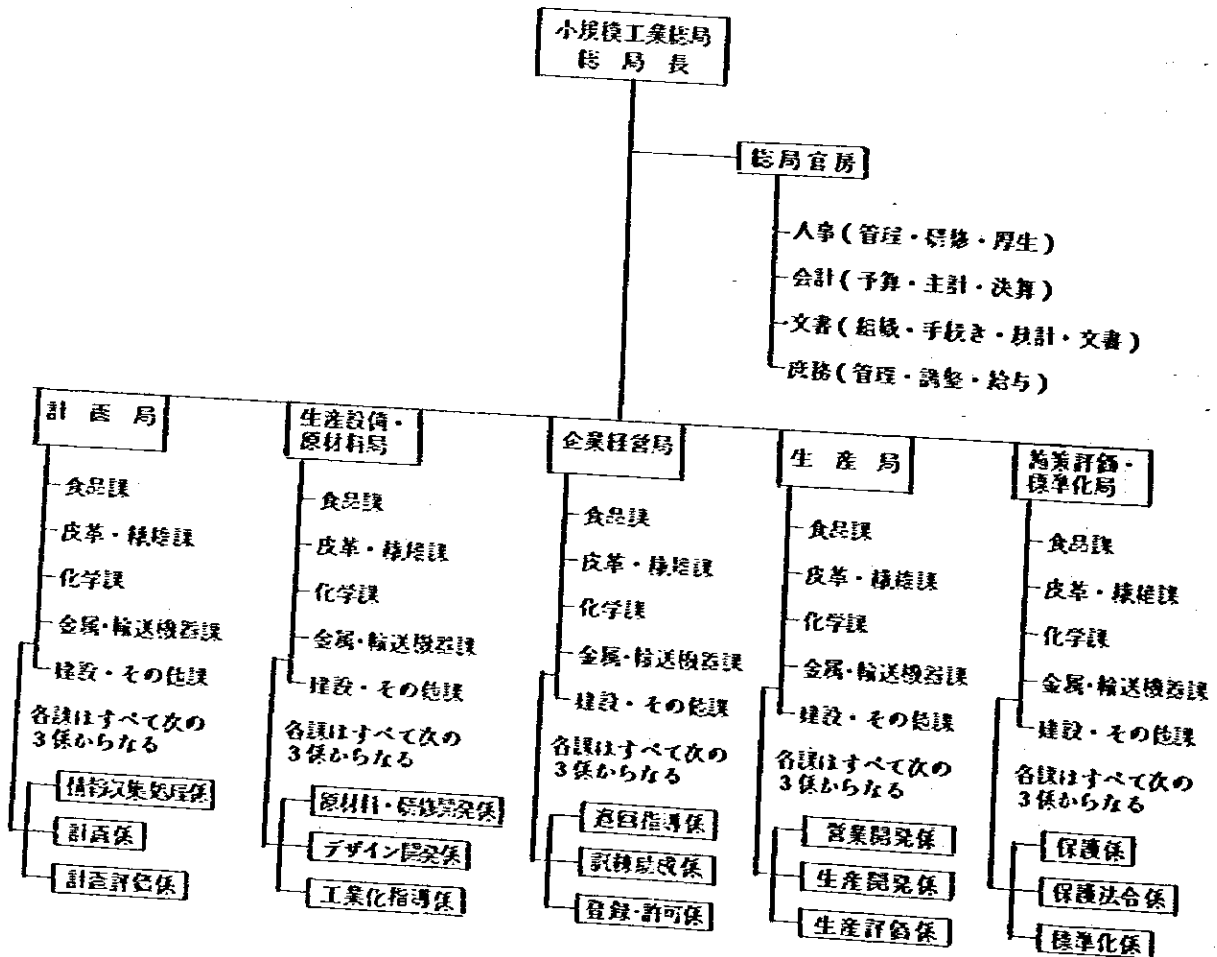 小規模工業総局
総局長
総局官房
人事(管理・研修・厚生)
会計(予算・主計・決算)
文書(組織・手続き・統計・文書)
庶務(管理・調整・給与)
計画局
食品課
皮革・繊維課
化学課
金属・輸送機器課
建設・その他課
各課はすべて次の
3係からなる
情報収集処理係
計画係
計画評価係
生産設備・
原材料局
食品課
皮革・繊維課
化学課
金属・輸送機器課
建設・その他課
各課はすべて次の
3係からなる
原材料・研修開発係
デザイン開発係
工業化指導係
企業経営局
食品課
皮革・繊維課
化学課
金属・輸送機器課
建設・その他課
各課はすべて次の
3係からなる
巡回指導係
登録・許可係
生産局
食品課
皮革・繊維課
化学課
金属・輸送機器課
建設・その他課
各課はすべて次の
3係からなる
営業開発係
生産開発係
生産評価係
施策評価・
標準化局
食品課
皮革・繊維課
化学課
金属・輸送機器課
建設・その他課
各課はすべて次の
3係からなる
保護係
保護法令係
標準化係